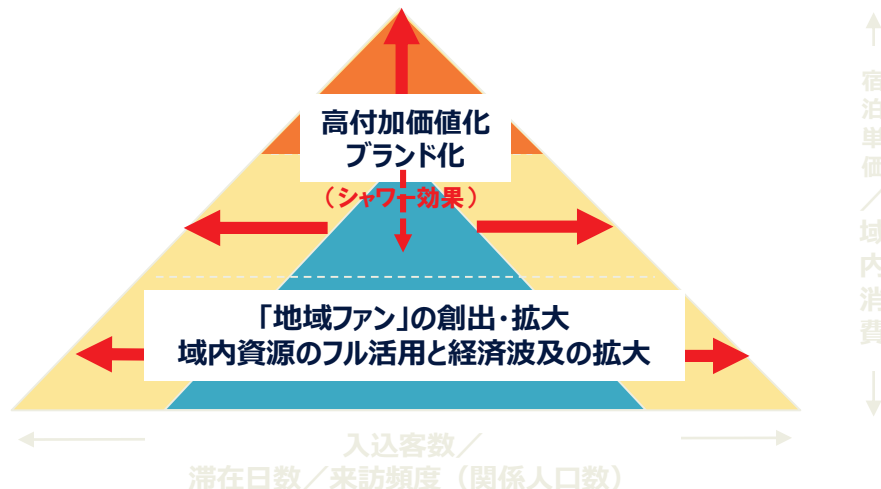 高付加価値化
ブランド化
（シャワー効果）
「地域ファン」の創出・拡大
域内資源のフル活用と経済波及の拡大
入込客数／
滞在日数／来訪頻度（関係人口数）
宿泊単価／域内消費